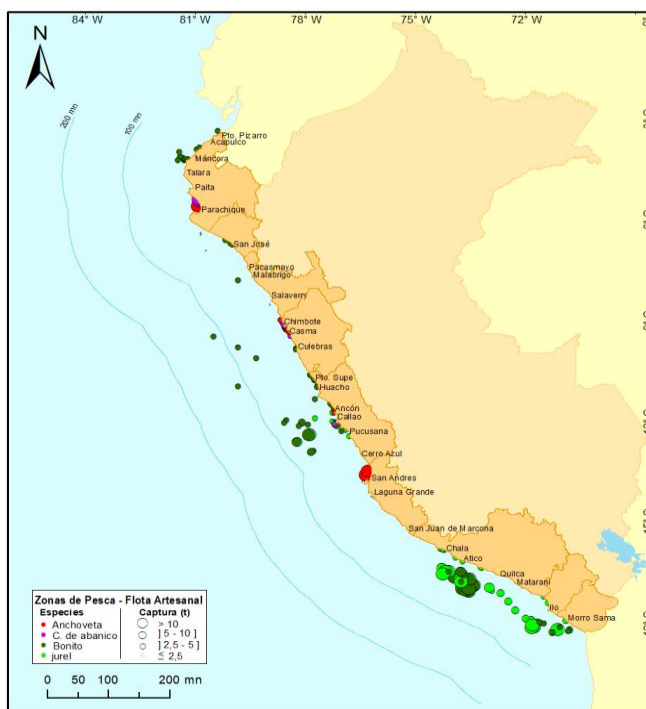 84° W
78° W
75° W
72° W
N
200 mn
100 mn
Pto. Pizarro
Acapulco
Máncora
Talara
Paita
Parachique
San José
Pacasmayo
Malabrigo
Salaverry
Chimbote
Casma
Culebras
Pto. Supe
Huacho
Ancón
Callao
Pucusana
Cerro Azul
San Andres
Laguna Grande
San Juan de Marcona
Chala
Atico
Quilca
Matarani
Ilo
Morro Sama
Zonas de Pesca - Flota Artesanal
Especies Captura (t)
Anchoveta > 10
C. de abanico ] 5 - 10 ]
Bonito ] 2,5 - 5 ]
jurel ≤ 2,5
0 50 100 200 mn